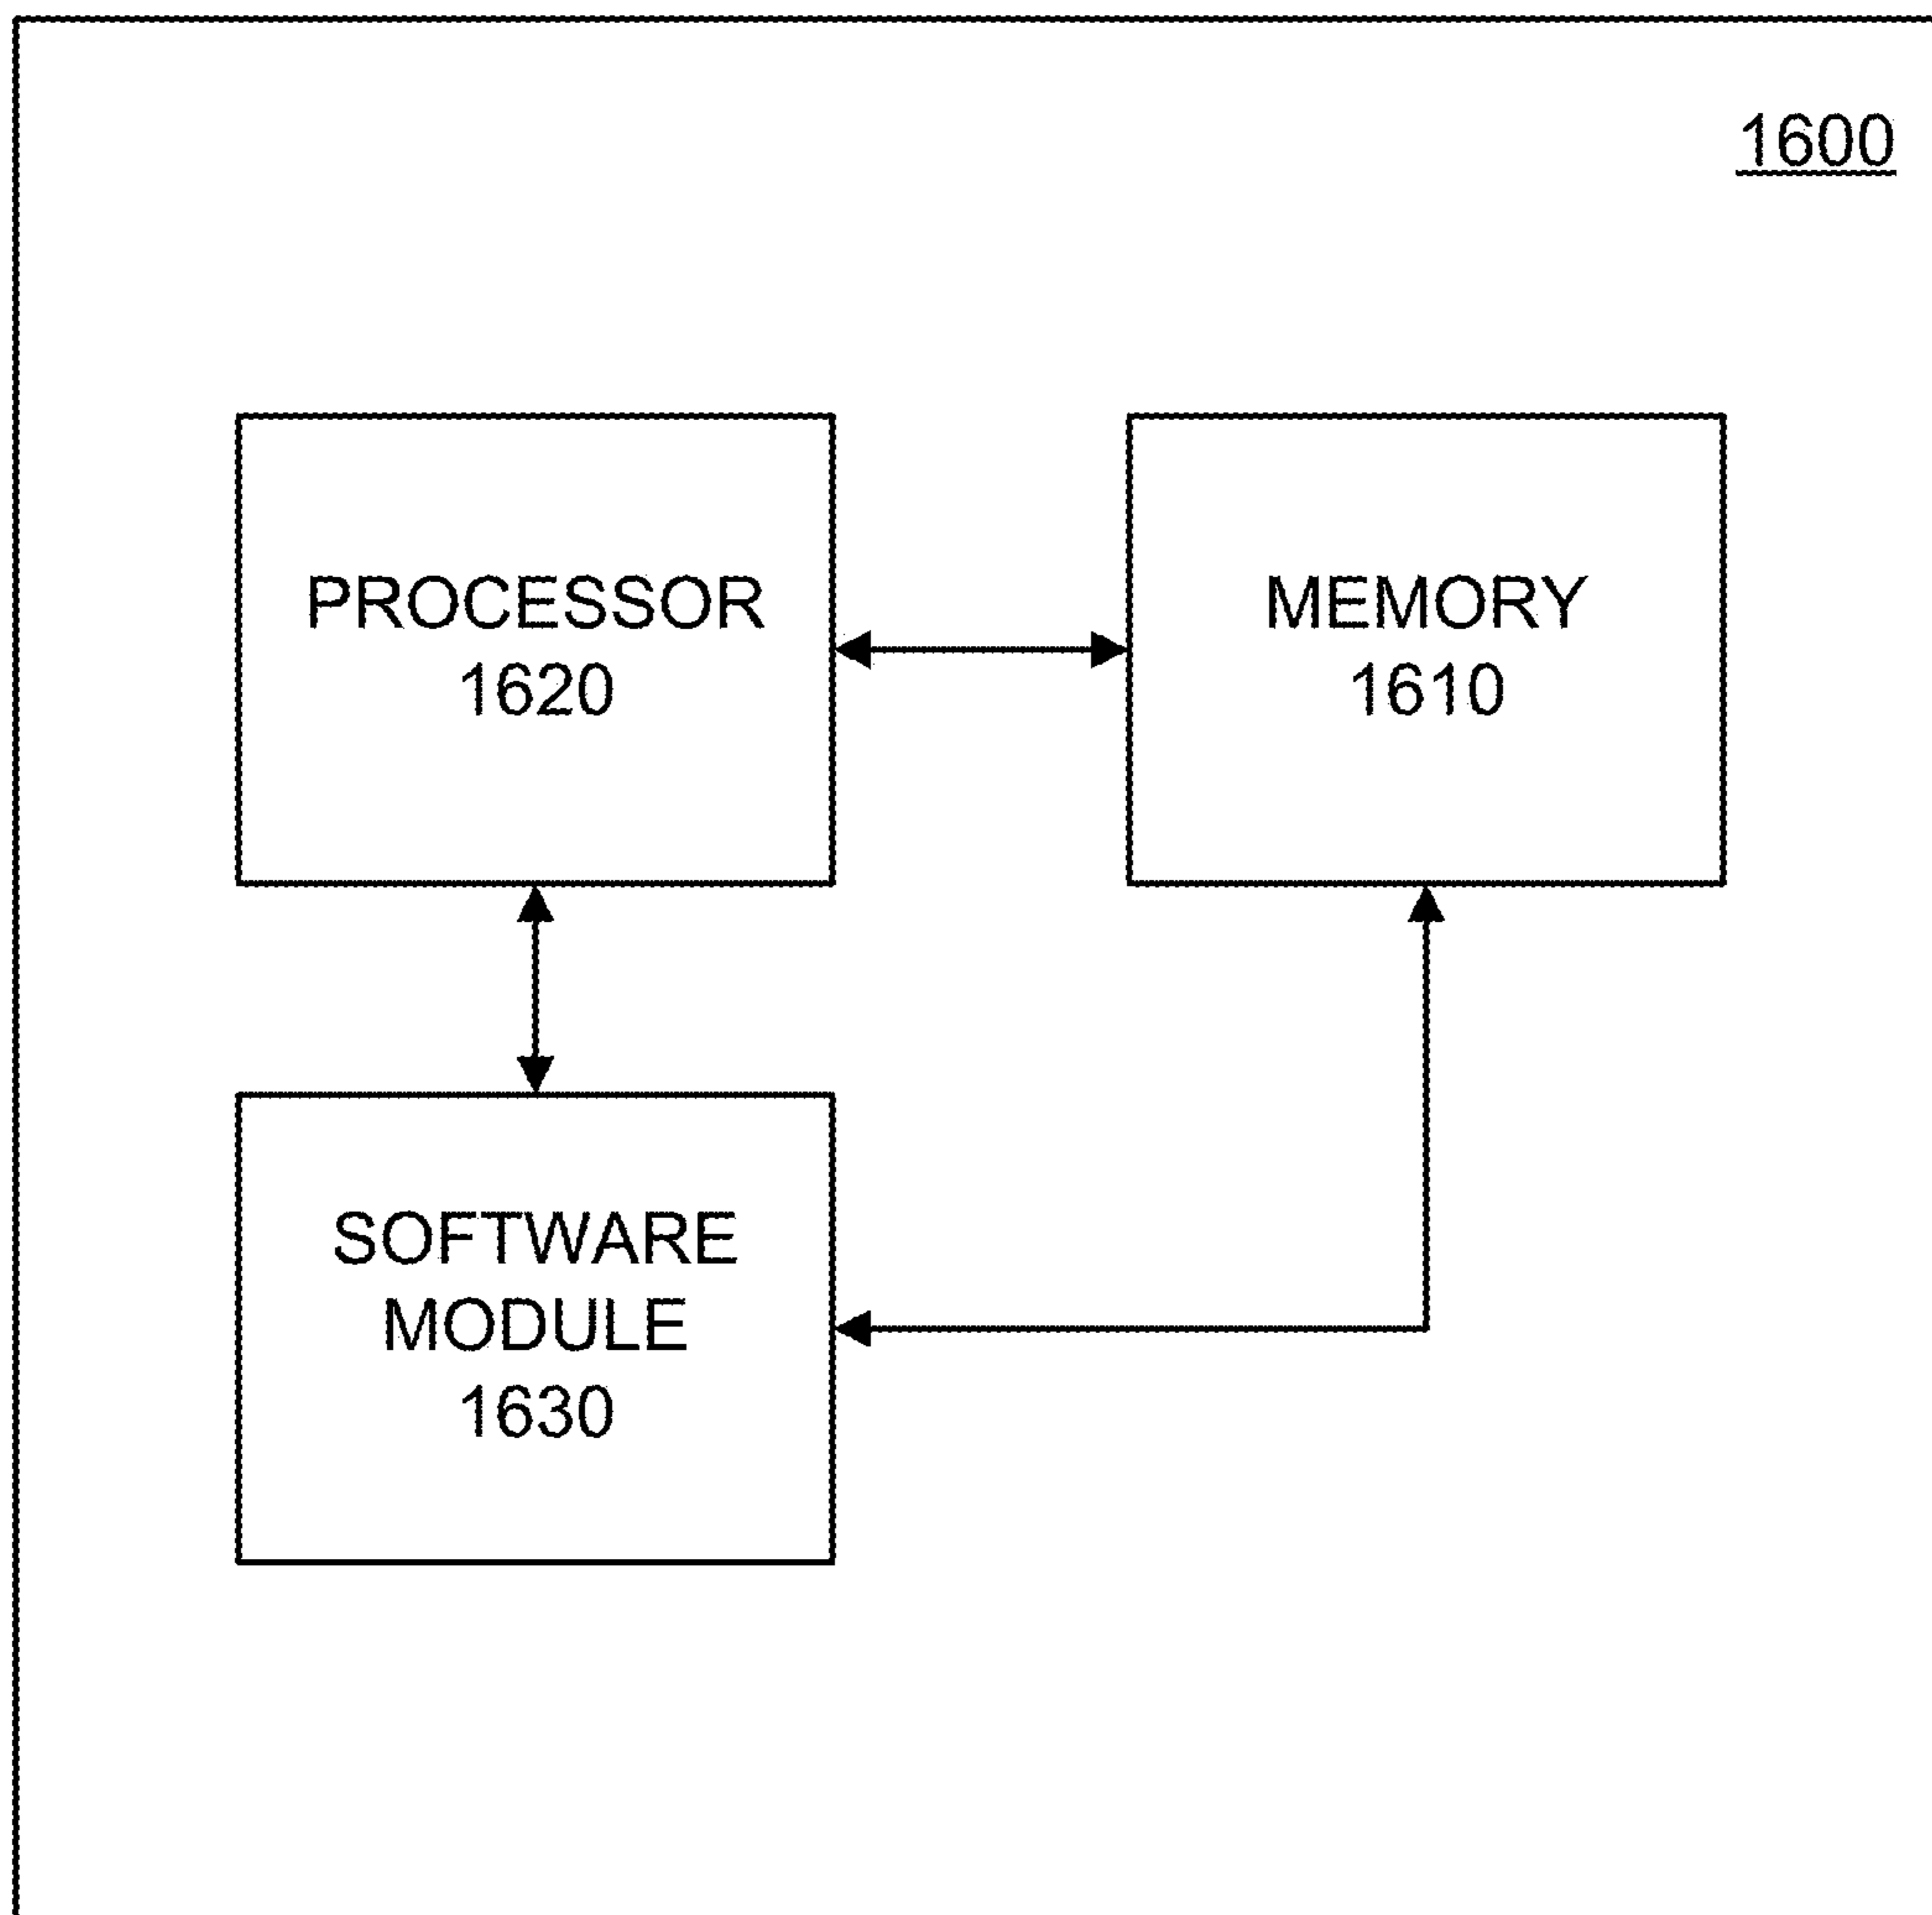 1600
PROCESSOR
1620
MEMORY
1610
SOFTWARE
MODULE
1630